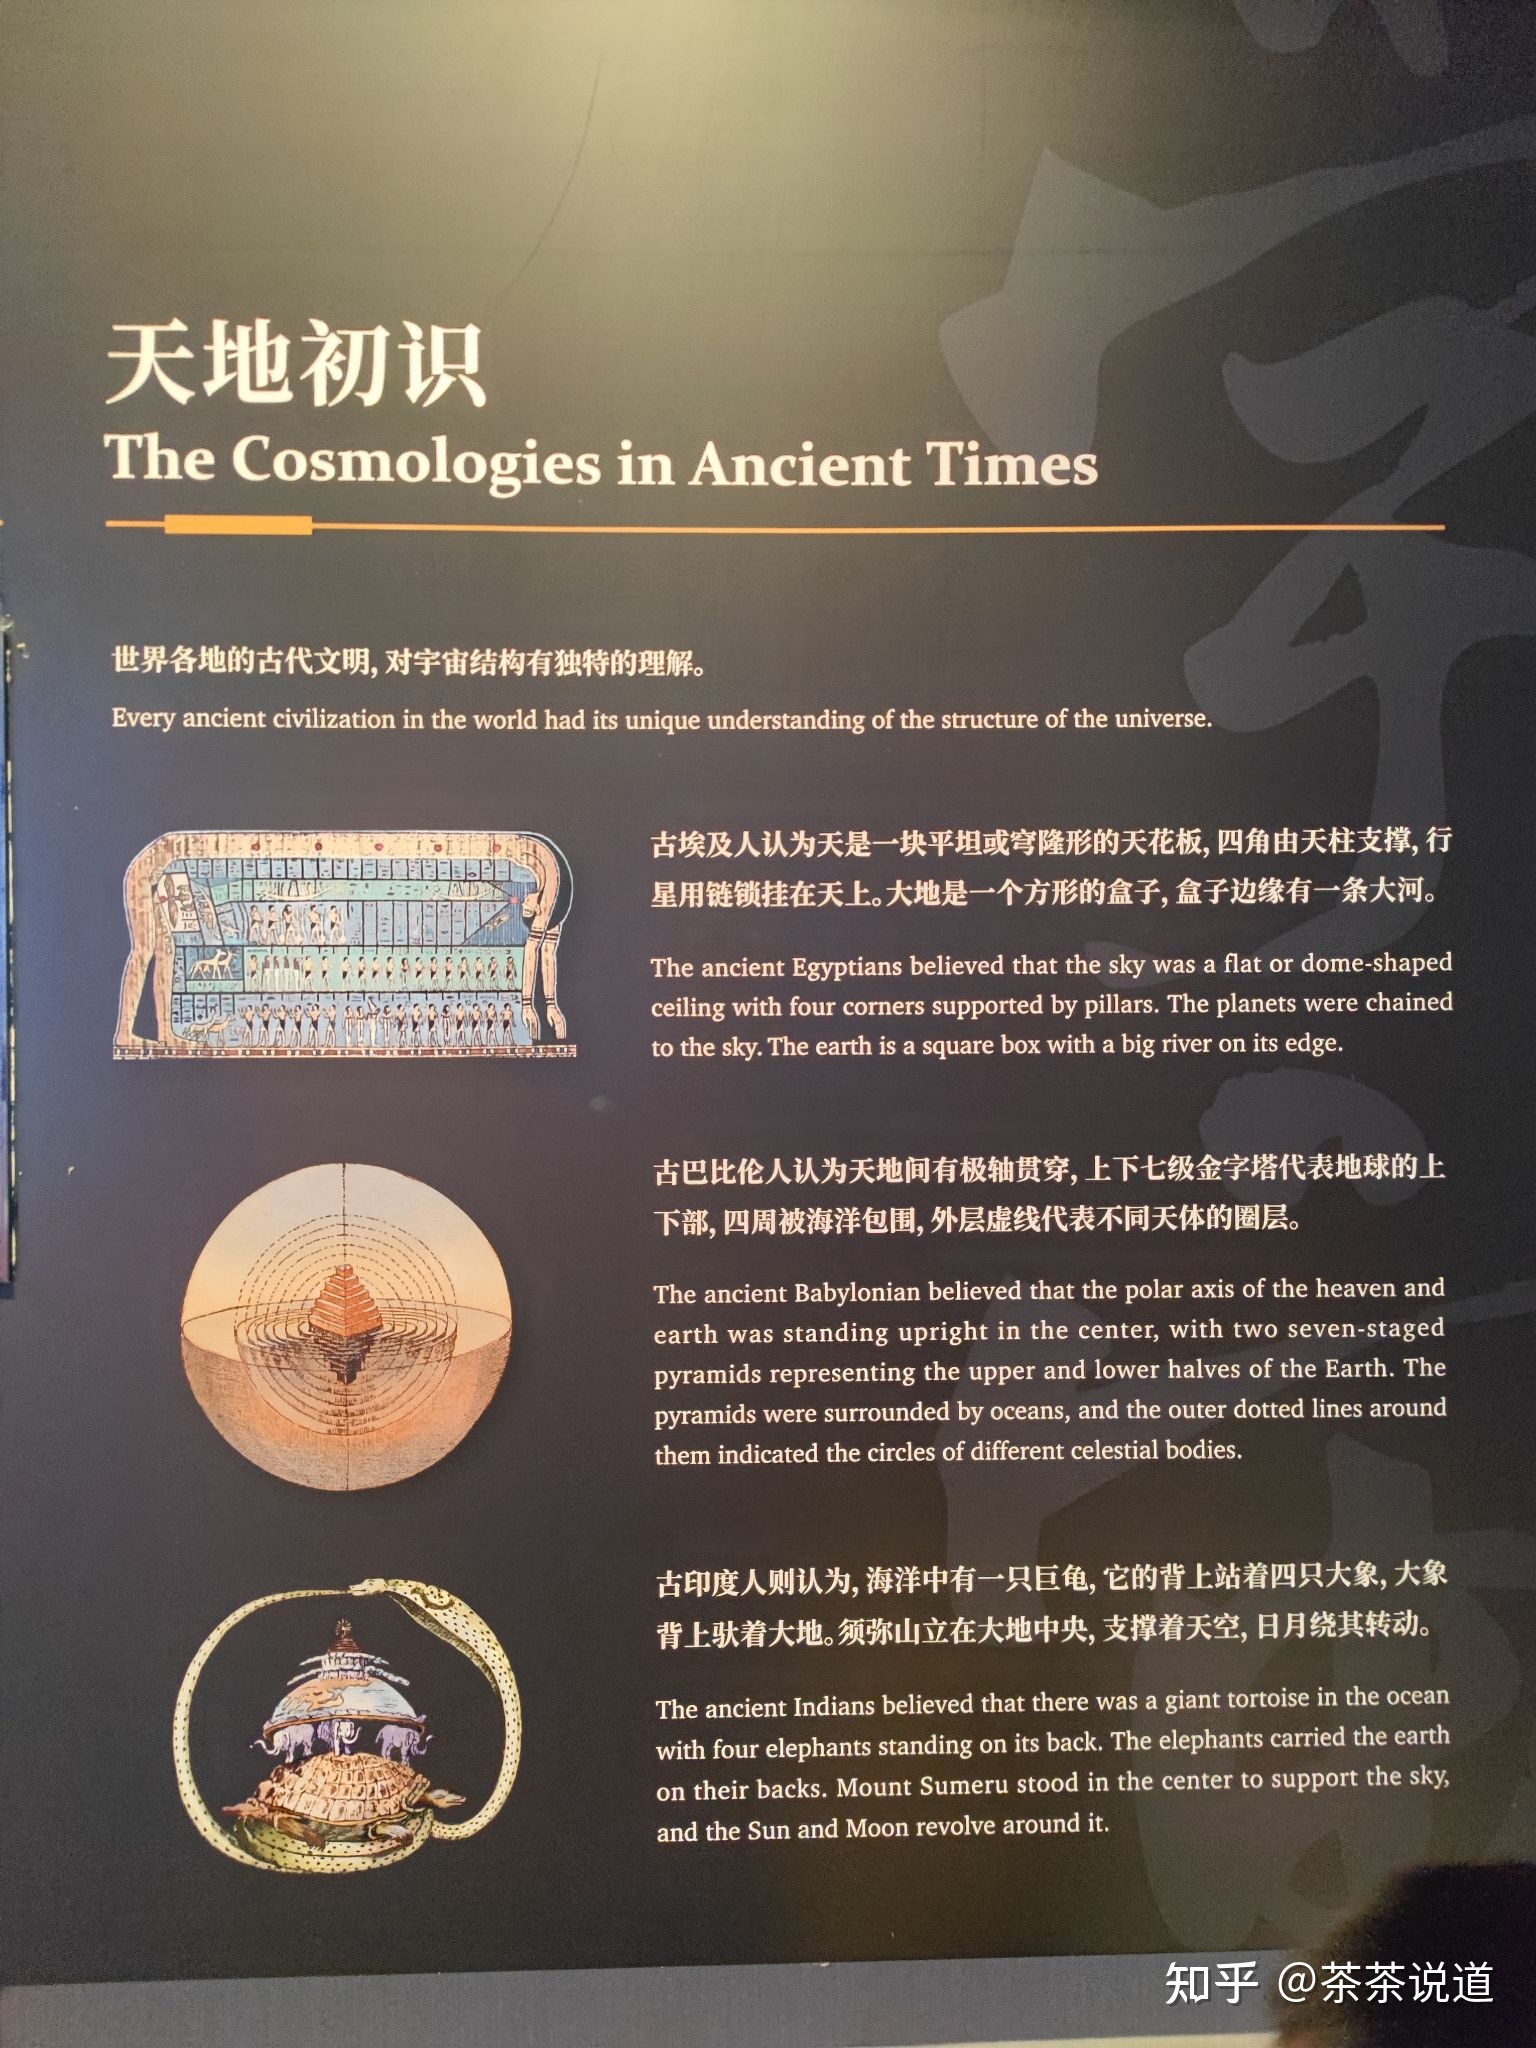 天地初识
The Cosmologies in Ancient Times
世界各地的古代文明，对宇宙结构有独特的理解。
Every ancient civilization in the world had its unique understanding of the structure of the universe.
古埃及人认为天是一块平坦或穹隆形的天花板，四角由天柱支撑，行
星用链锁挂在天上。大地是一个方形的盒子，盒子边缘有一条大河。
The ancient Egyptians believed that the sky was a flat or dome-shaped
ceiling with four corners supported by pillars. The planets were chained
to the sky. The earth is a square box with a big river on its edge.
古巴比伦人认为天地间有极轴贯穿，上下七级金字塔代表地球的上
下部，四周被海洋包围，外层虚线代表不同天体的圈层。
The ancient Babylonian believed that the polar axis of the heaven and
earth was standing upright in the center, with two seven-staged
pyramids representing the upper and lower halves of the Earth. The
pyramids were surrounded by oceans, and the outer dotted lines around
them indicated the circles of different celestial bodies.
古印度人则认为，海洋中有一只巨龟，它的背上站着四只大象，大象
背上驮着大地。须弥山立在大地中央，支撑着天空，日月绕其转动。
The ancient Indians believed that there was a giant tortoise in the ocean
with four elephants standing on its back. The elephants carried the earth
on their backs. Mount Sumeru stood in the center to support the sky,
and the Sun and Moon revolve around it.
知乎 @茶茶说道